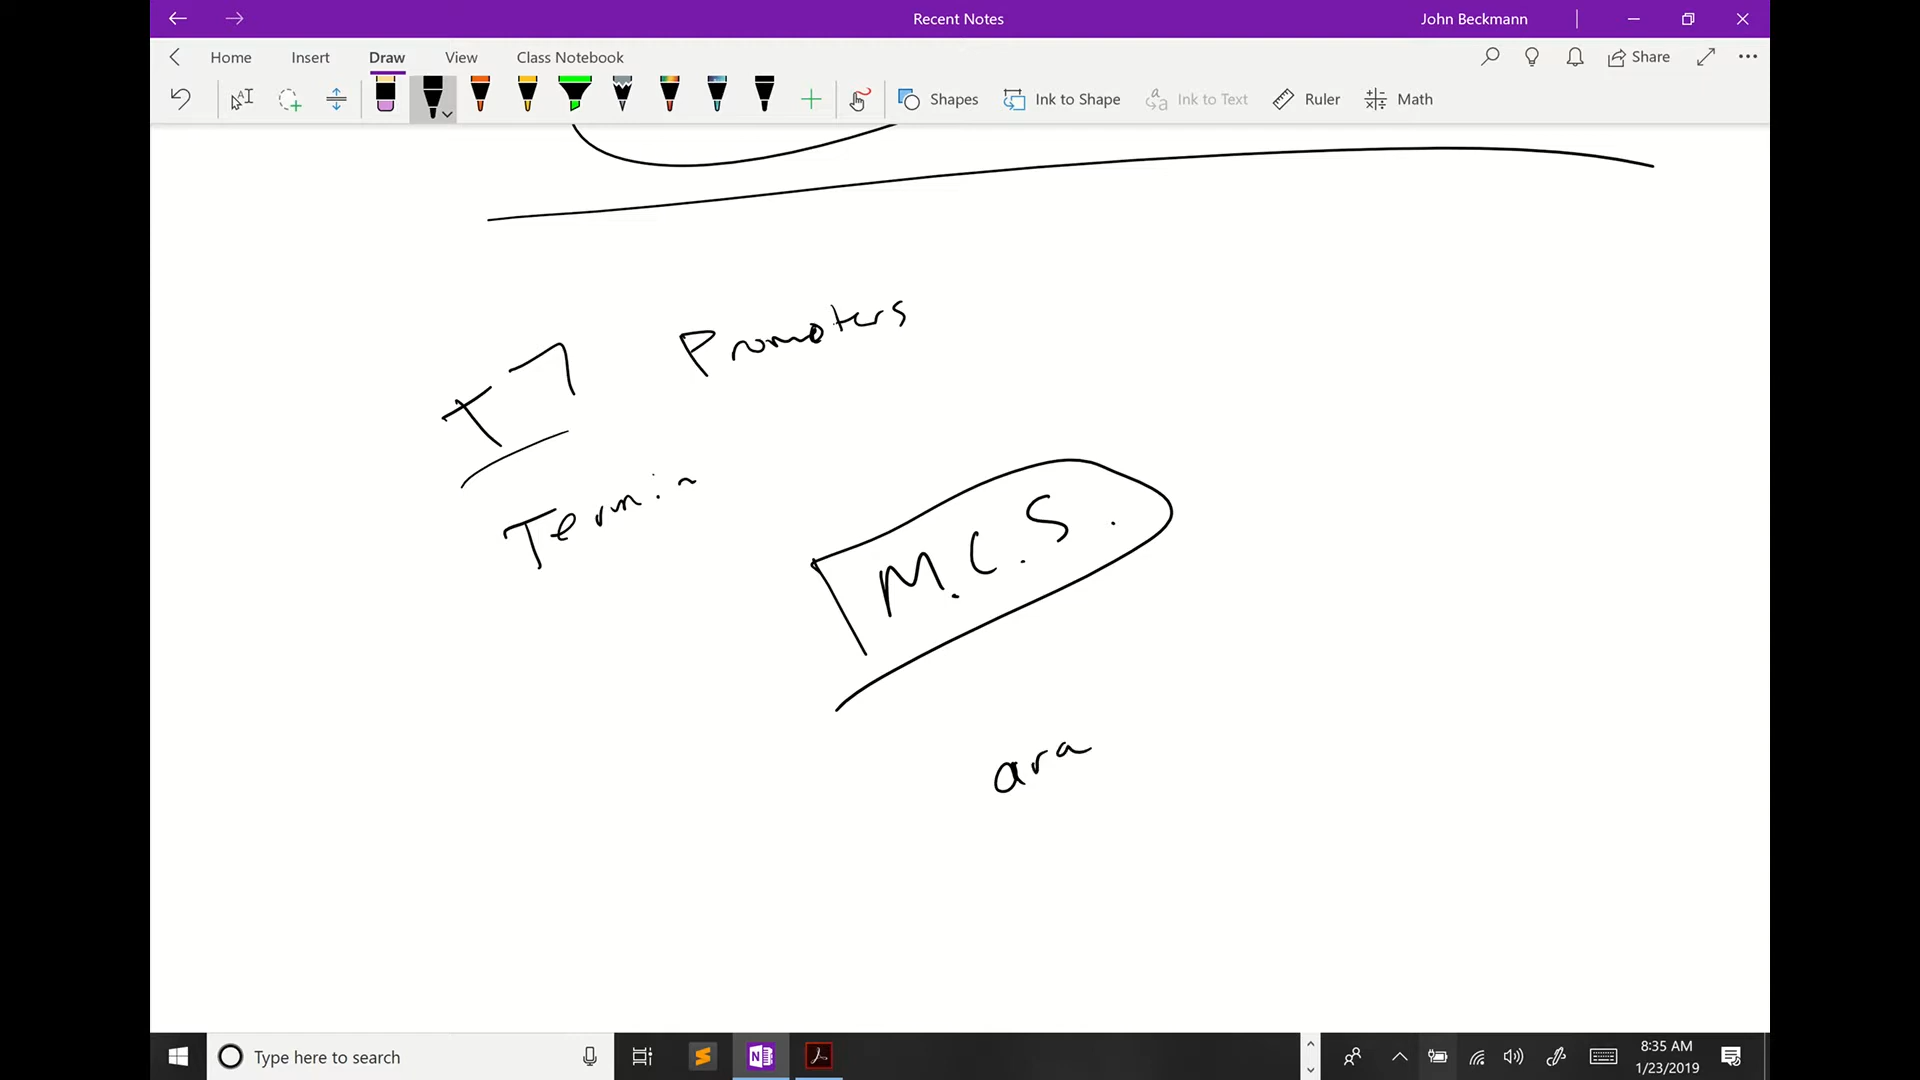 Recent Notes
John Beckmann
Home Insert Draw View Class Notebook
Share
Shapes Ink to Shape Ink to Text Ruler Math
Promoters
T7
Termin
M.C.S.
ara
Type here to search
8:35 AM
1/23/2019